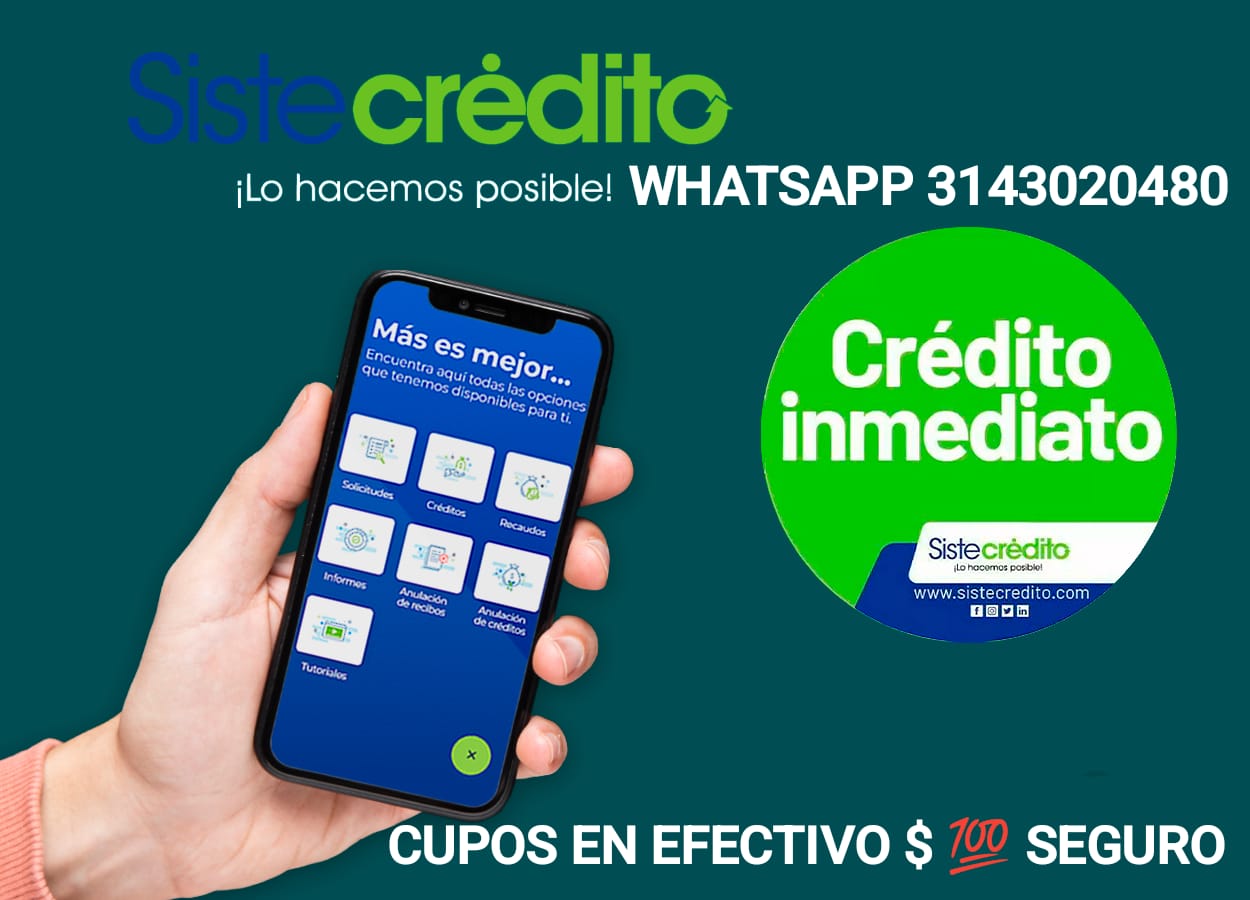 Sistecrédito
¡Lo hacemos posible! WHATSAPP 3143020480
Crédito
inmediato
Sistecrédito
¡Lo hacemos posible!
www.sistecredito.com
Más es mejor...
Encuentra aquí todas las opciones
que tenemos disponibles para ti.
Solicitudes
Créditos
Recaudos
Informes
Anulación
de recibos
Anulación
de créditos
Tutoriales
CUPOS EN EFECTIVO $ 💯 SEGURO